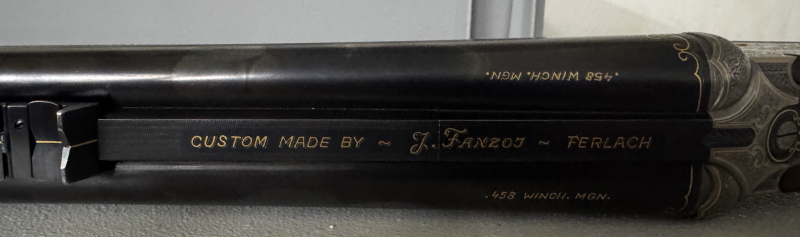 .458 WINCH. MGN.
CUSTOM MADE BY ~ J. FANZOJ ~ FERLACH
.458 WINCH. MGN.